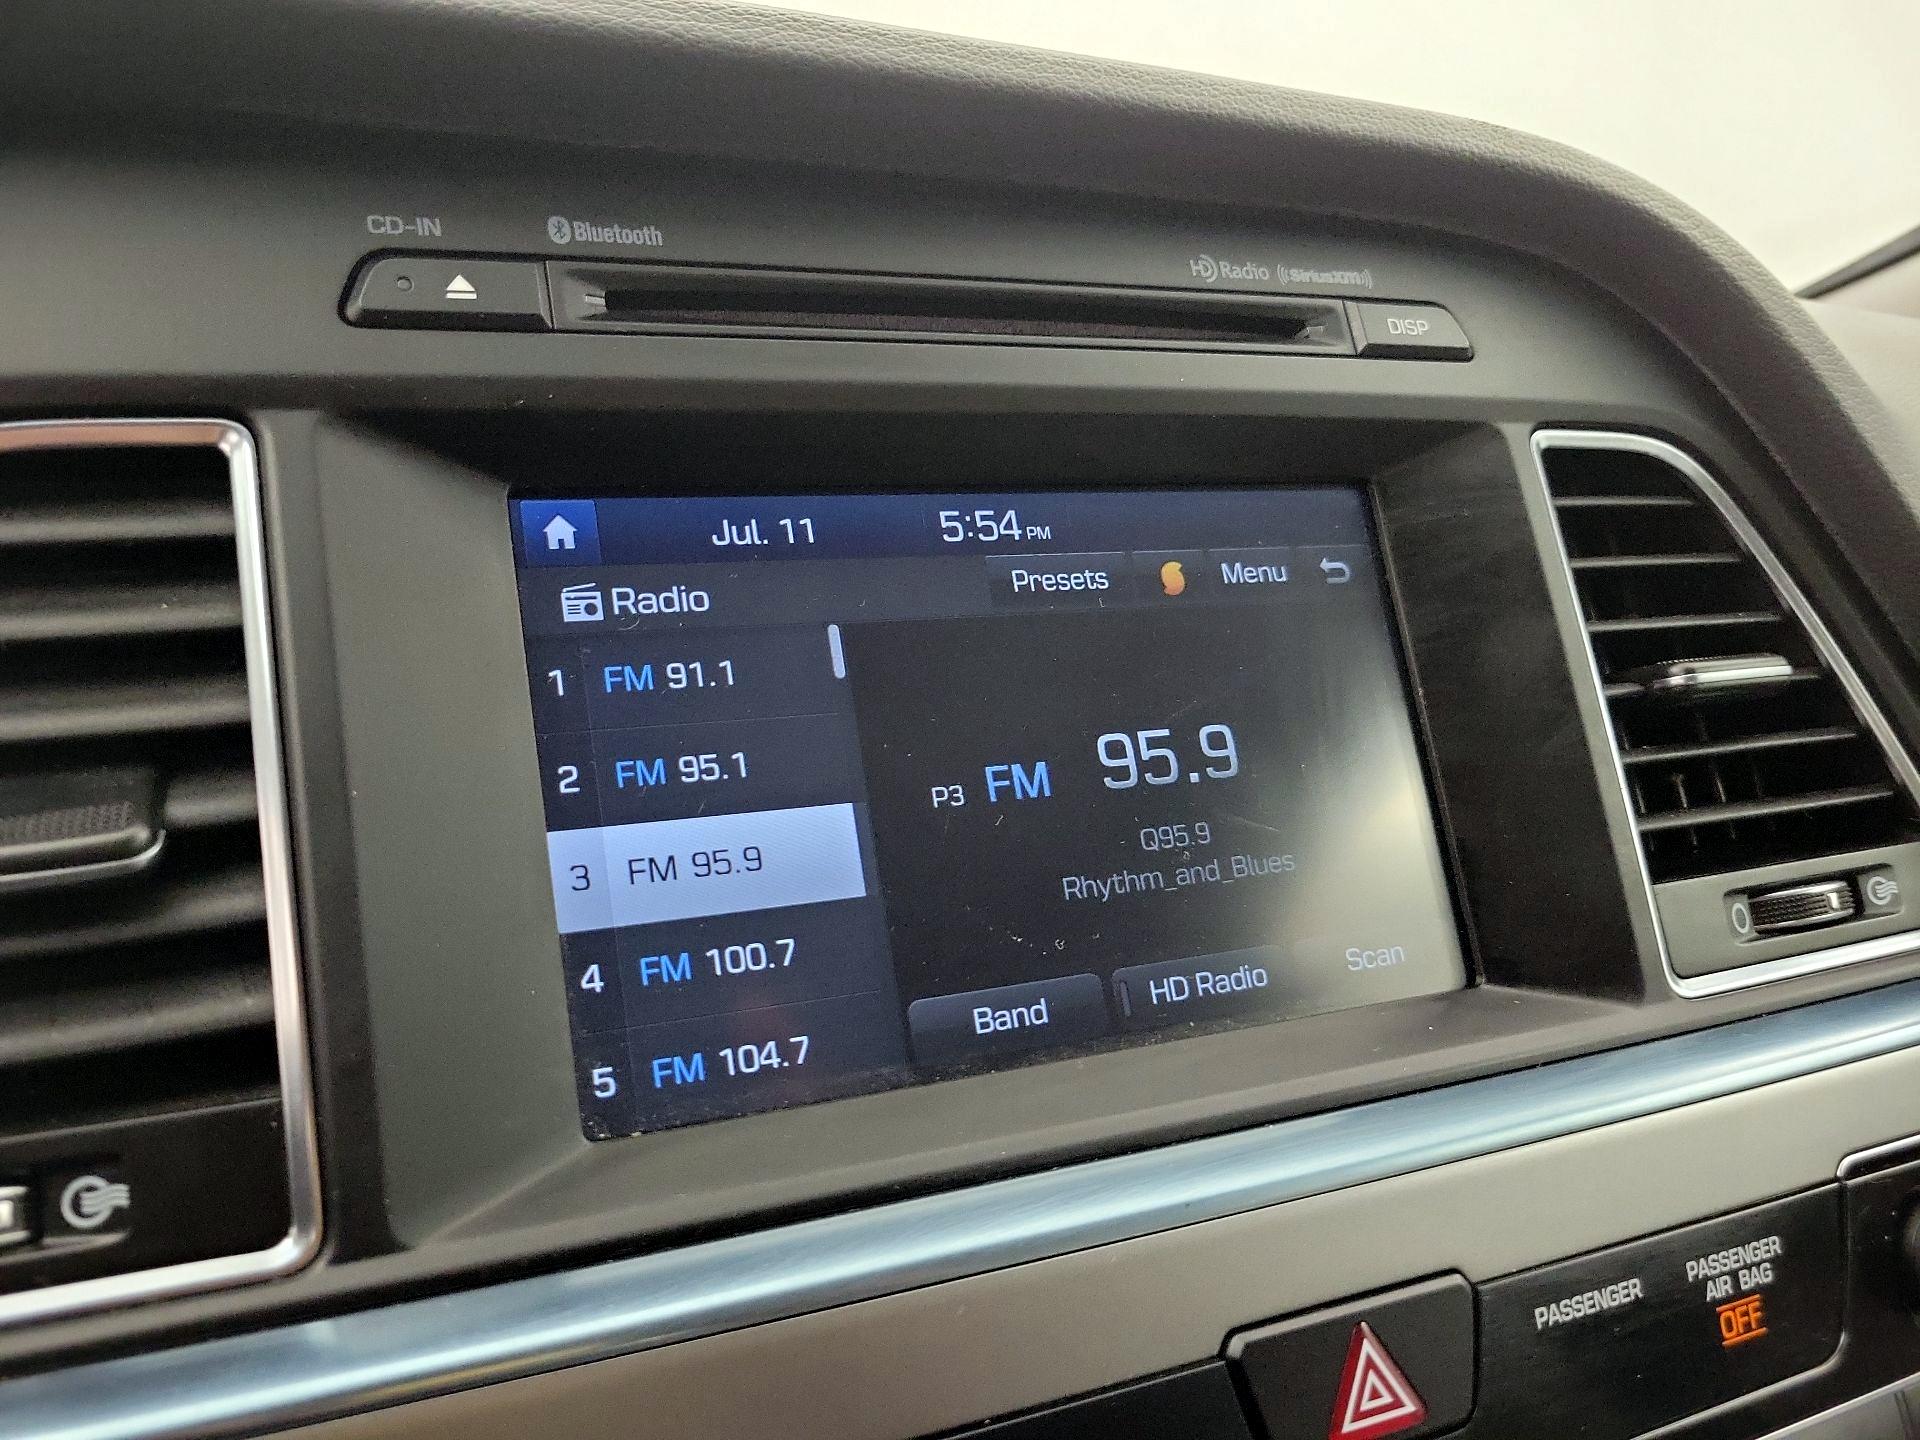 CD-IN
Bluetooth
HD Radio ((SiriusXM))
DISP
Jul. 11 5:54 PM
Radio Presets Menu
1 FM 91.1
2 FM 95.1
3 FM 95.9
4 FM 100.7
5 FM 104.7
P3 FM 95.9
Q95.9
Rhythm_and_Blues
Band HD Radio Scan
PASSENGER
PASSENGER
AIR BAG
OFF